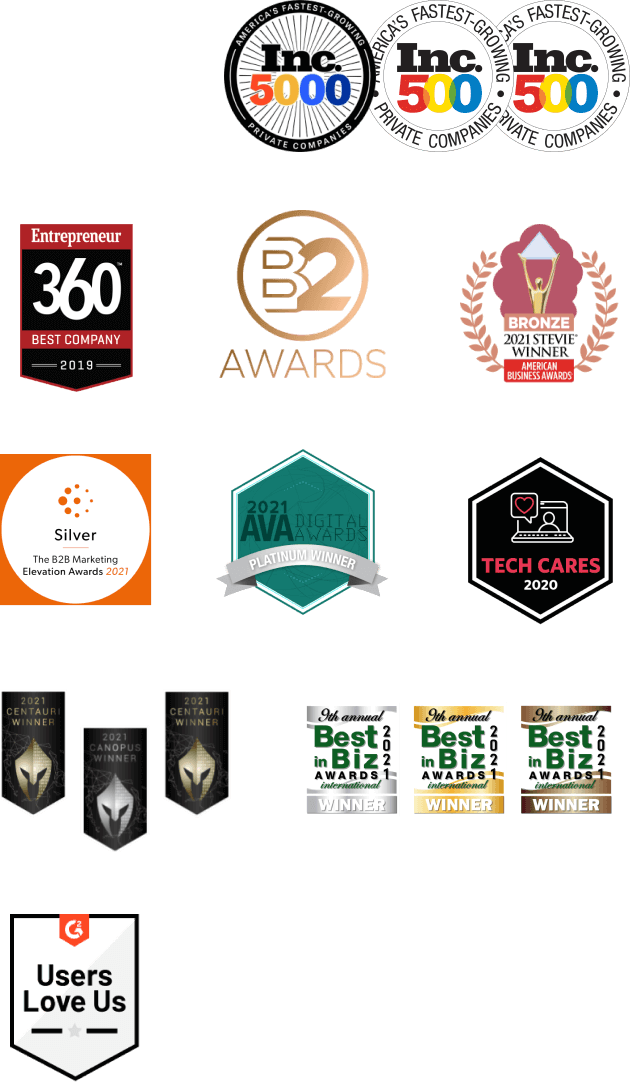 AMERICA'S FASTEST-GROWING
Inc.
5000
PRIVATE COMPANIES
AMERICA'S FASTEST-GROWING
Inc.
500
PRIVATE COMPANIES
S FASTEST-GROWING
Inc.
500
PRIVATE COMPANIES
Entrepreneur
360™
BEST COMPANY
2019
B2
AWARDS
BRONZE
2021 STEVIE®
WINNER
AMERICAN
BUSINESS AWARDS
Silver
The B2B Marketing
Elevation Awards 2021
2021
AVA DIGITAL
AWARDS
PLATINUM WINNER
TECH CARES
2020
2021
CENTAURI
WINNER
2021
CANOPUS
WINNER
2021
CENTAURI
WINNER
9th annual
Best
in Biz
2021
AWARDS
international
WINNER
9th annual
Best
in Biz
2021
AWARDS
international
WINNER
9th annual
Best
in Biz
2021
AWARDS
international
WINNER
G2
Users
Love Us